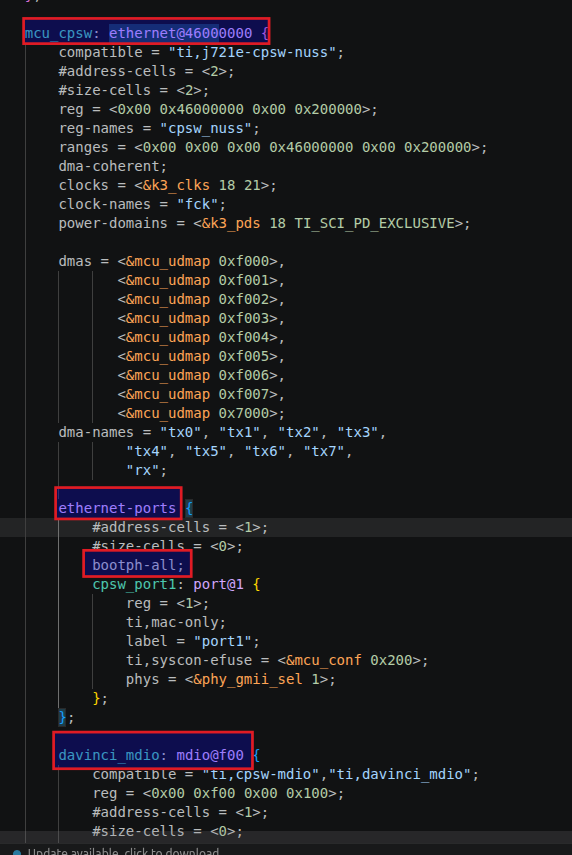 };
mcu_cpsw: ethernet@46000000 {
compatible = "ti,j721e-cpsw-nuss";
#address-cells = <2>;
#size-cells = <2>;
reg = <0x00 0x46000000 0x00 0x200000>;
reg-names = "cpsw_nuss";
ranges = <0x00 0x00 0x00 0x46000000 0x00 0x200000>;
dma-coherent;
clocks = <&k3_clks 18 21>;
clock-names = "fck";
power-domains = <&k3_pds 18 TI_SCI_PD_EXCLUSIVE>;
dmas = <&mcu_udmap 0xf000>,
<&mcu_udmap 0xf001>,
<&mcu_udmap 0xf002>,
<&mcu_udmap 0xf003>,
<&mcu_udmap 0xf004>,
<&mcu_udmap 0xf005>,
<&mcu_udmap 0xf006>,
<&mcu_udmap 0xf007>,
<&mcu_udmap 0x7000>;
dma-names = "tx0", "tx1", "tx2", "tx3",
"tx4", "tx5", "tx6", "tx7",
"rx";
ethernet-ports {
#address-cells = <1>;
#size-cells = <0>;
bootph-all;
cpsw_port1: port@1 {
reg = <1>;
ti,mac-only;
label = "port1";
ti,syscon-efuse = <&mcu_conf 0x200>;
phys = <&phy_gmii_sel 1>;
};
};
davinci_mdio: mdio@f00 {
compatible = "ti,cpsw-mdio","ti,davinci_mdio";
reg = <0x00 0xf00 0x00 0x100>;
#address-cells = <1>;
#size-cells = <0>;
Update available, click to download